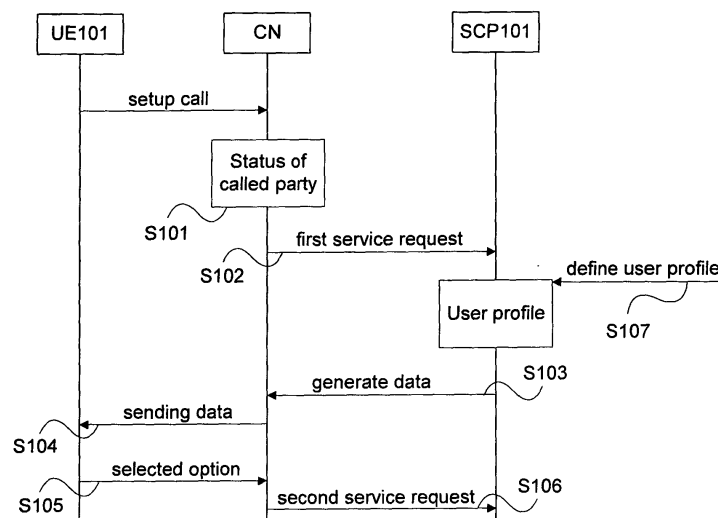 UE101
CN
SCP101
setup call
Status of
called party
S101
first service request
S102
define user profile
S107
User profile
generate data
S103
sending data
S104
selected option
S105
second service request
S106